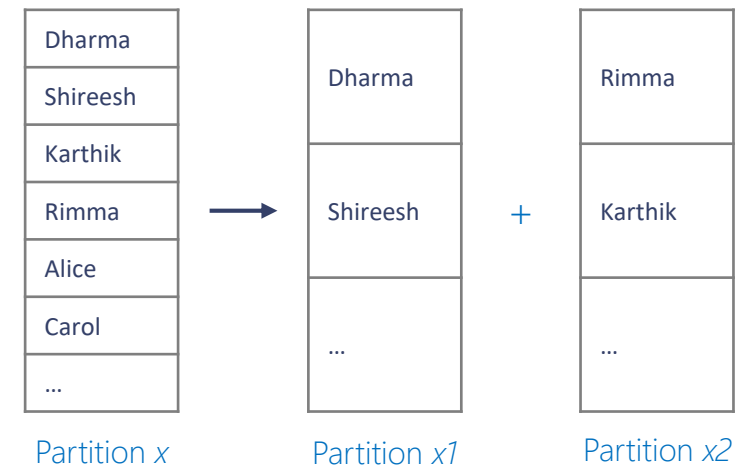 Dharma
Shireesh
Karthik
Rimma
Alice
Carol
...
Partition x
Dharma
Shireesh
...
Partition x1
+
Rimma
Karthik
...
Partition x2